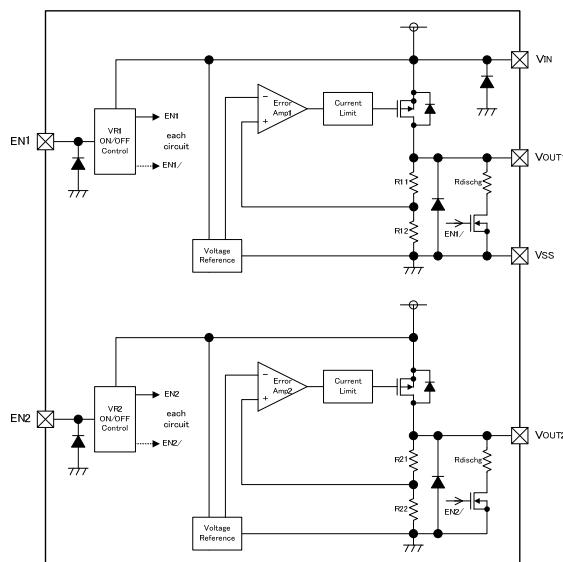 VIN
EN1
VR1
ON/OFF
Control
EN1
each
circuit
EN1/
Error
Amp1
Current
Limit
VOUT1
R11
Rdischg
R12
EN1/
Voltage
Reference
VSS
EN2
VR2
ON/OFF
Control
EN2
each
circuit
EN2/
Error
Amp2
Current
Limit
VOUT2
R21
Rdischg
R22
EN2/
Voltage
Reference